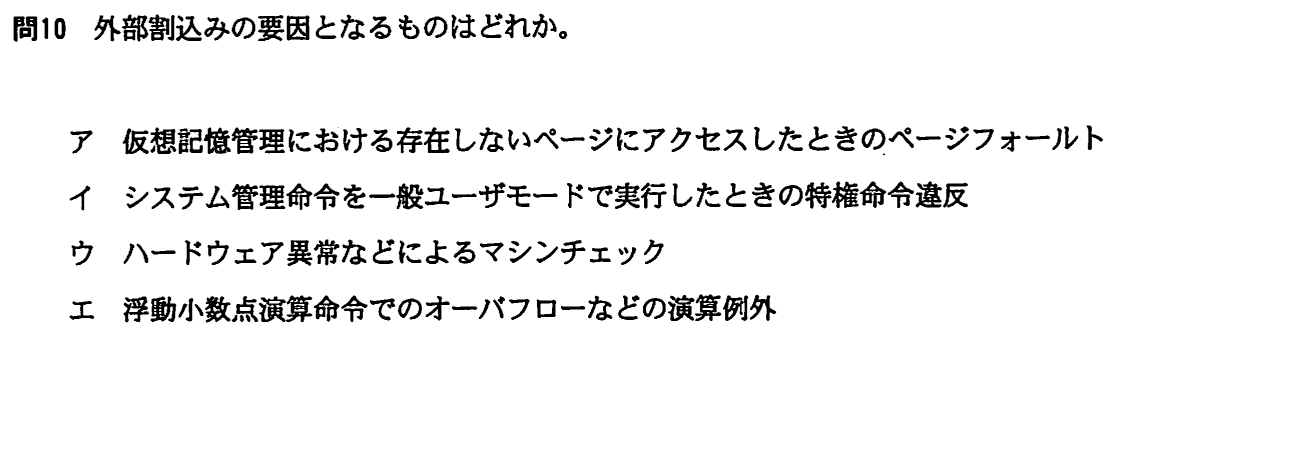 問10 外部割込みの要因となるものはどれか。
ア 仮想記憶管理における存在しないページにアクセスしたときのページフォールト
イ システム管理命令を一般ユーザモードで実行したときの特権命令違反
ウ ハードウェア異常などによるマシンチェック
エ 浮動小数点演算命令でのオーバフローなどの演算例外